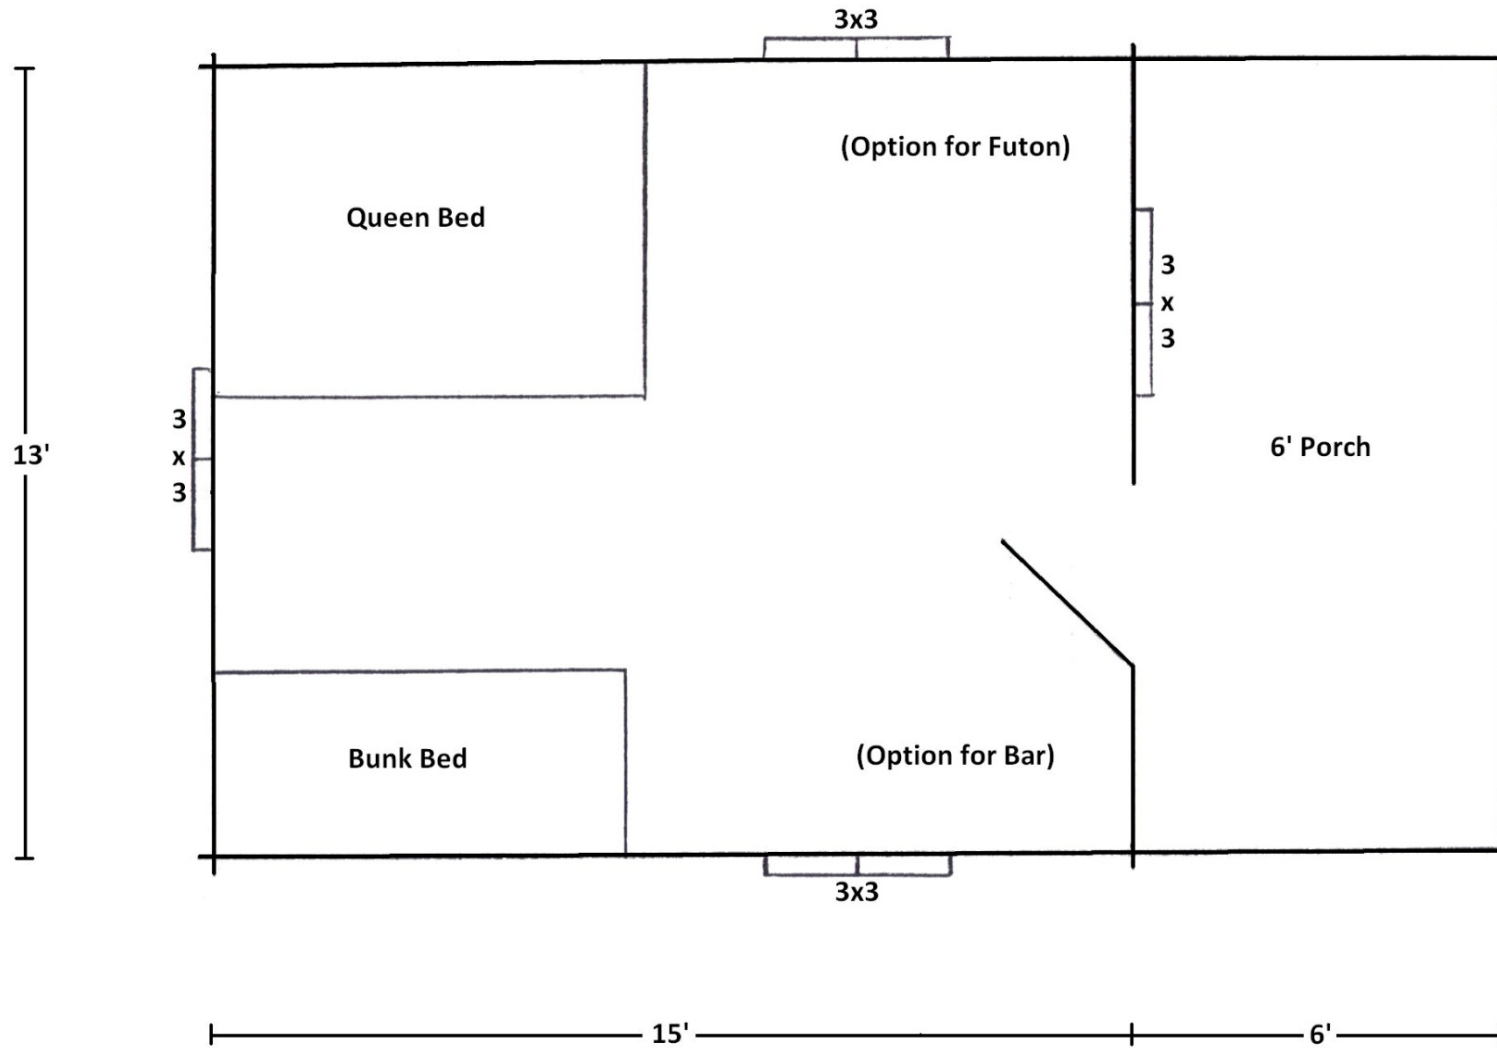 3x3
(Option for Futon)
Queen Bed
3
x
3
3
x
3
13'
6' Porch
Bunk Bed
(Option for Bar)
3x3
15'
6'